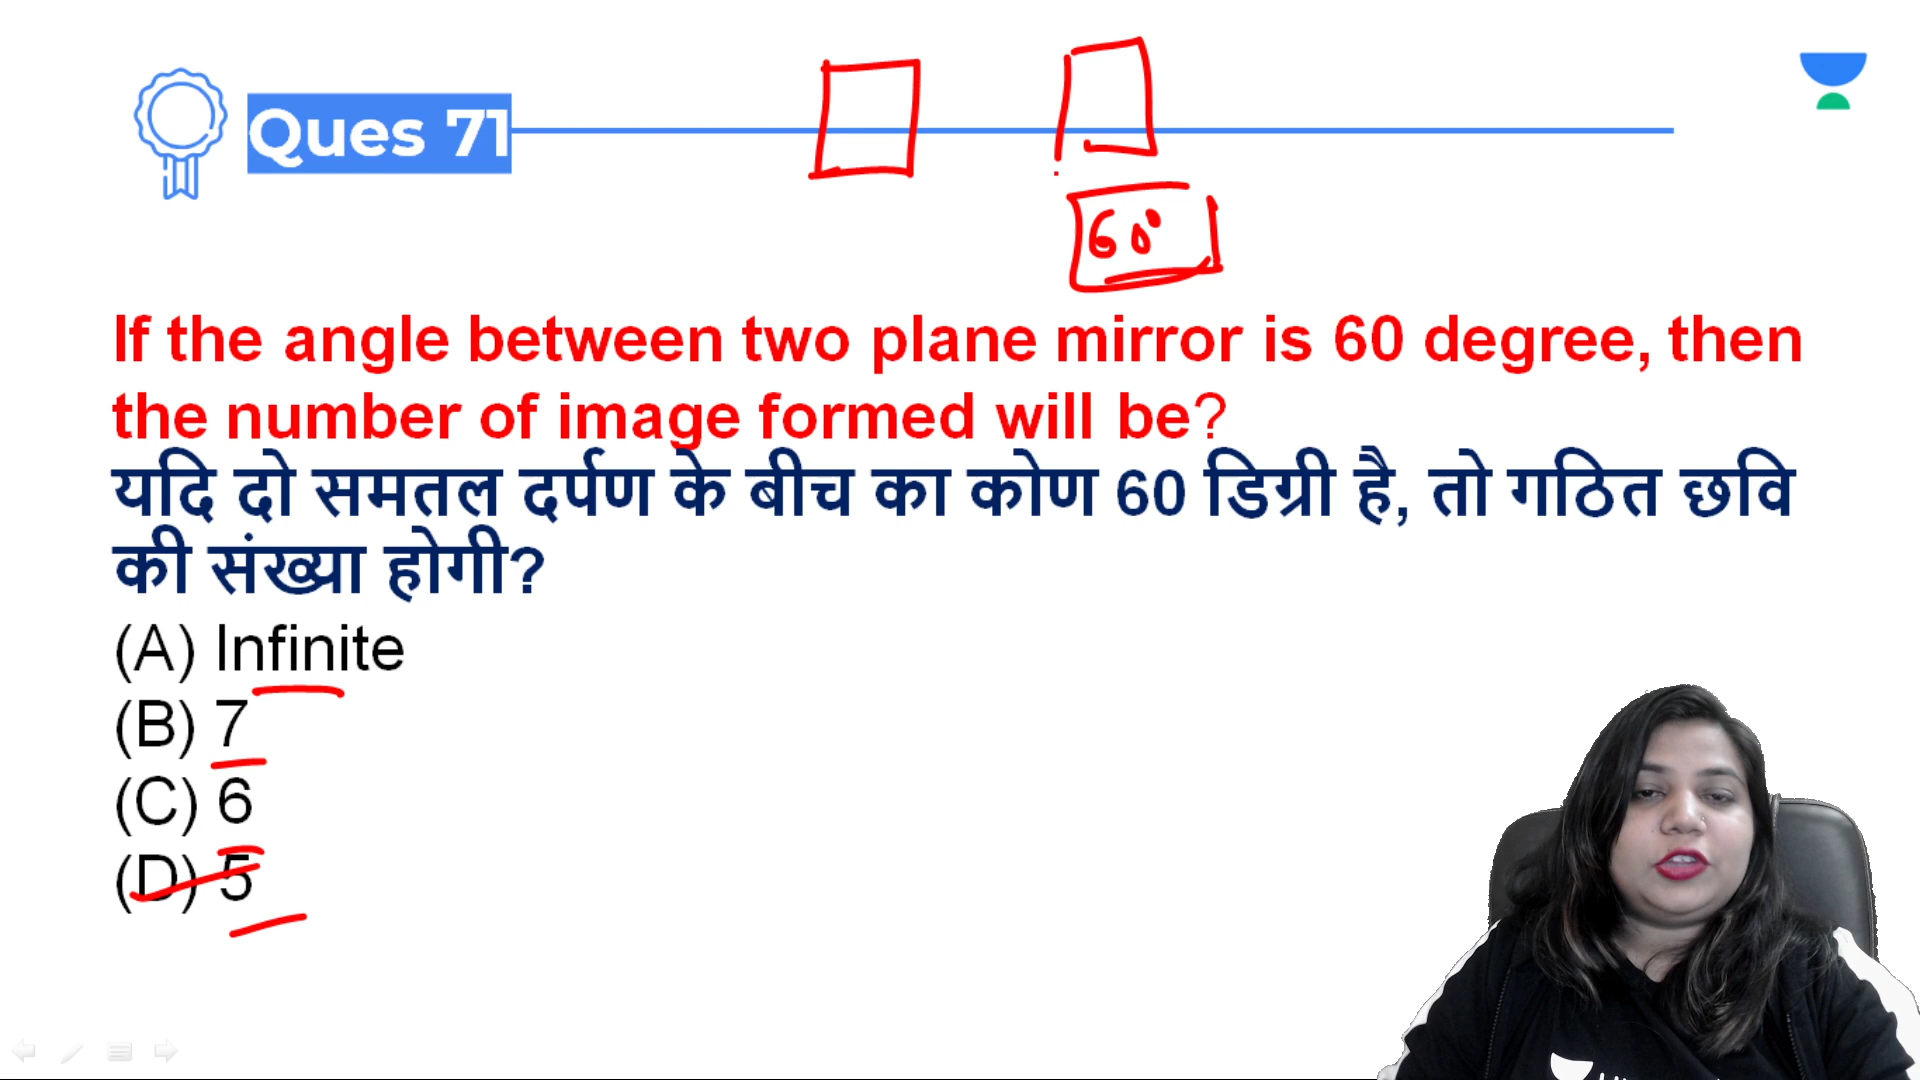 Ques 71
60°
If the angle between two plane mirror is 60 degree, then
the number of image formed will be?
यदि दो समतल दर्पण के बीच का कोण 60 डिग्री है, तो गठित छवि
की संख्या होगी?
(A) Infinite
(B) 7
(C) 6
(D) 5